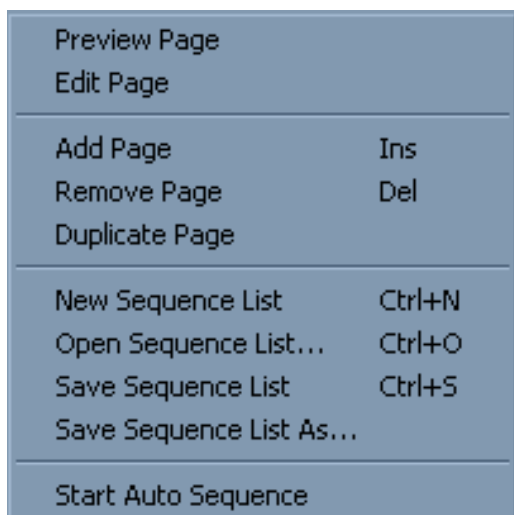 Preview Page
Edit Page
Add Page Ins
Remove Page Del
Duplicate Page
New Sequence List Ctrl+N
Open Sequence List... Ctrl+O
Save Sequence List Ctrl+S
Save Sequence List As...
Start Auto Sequence